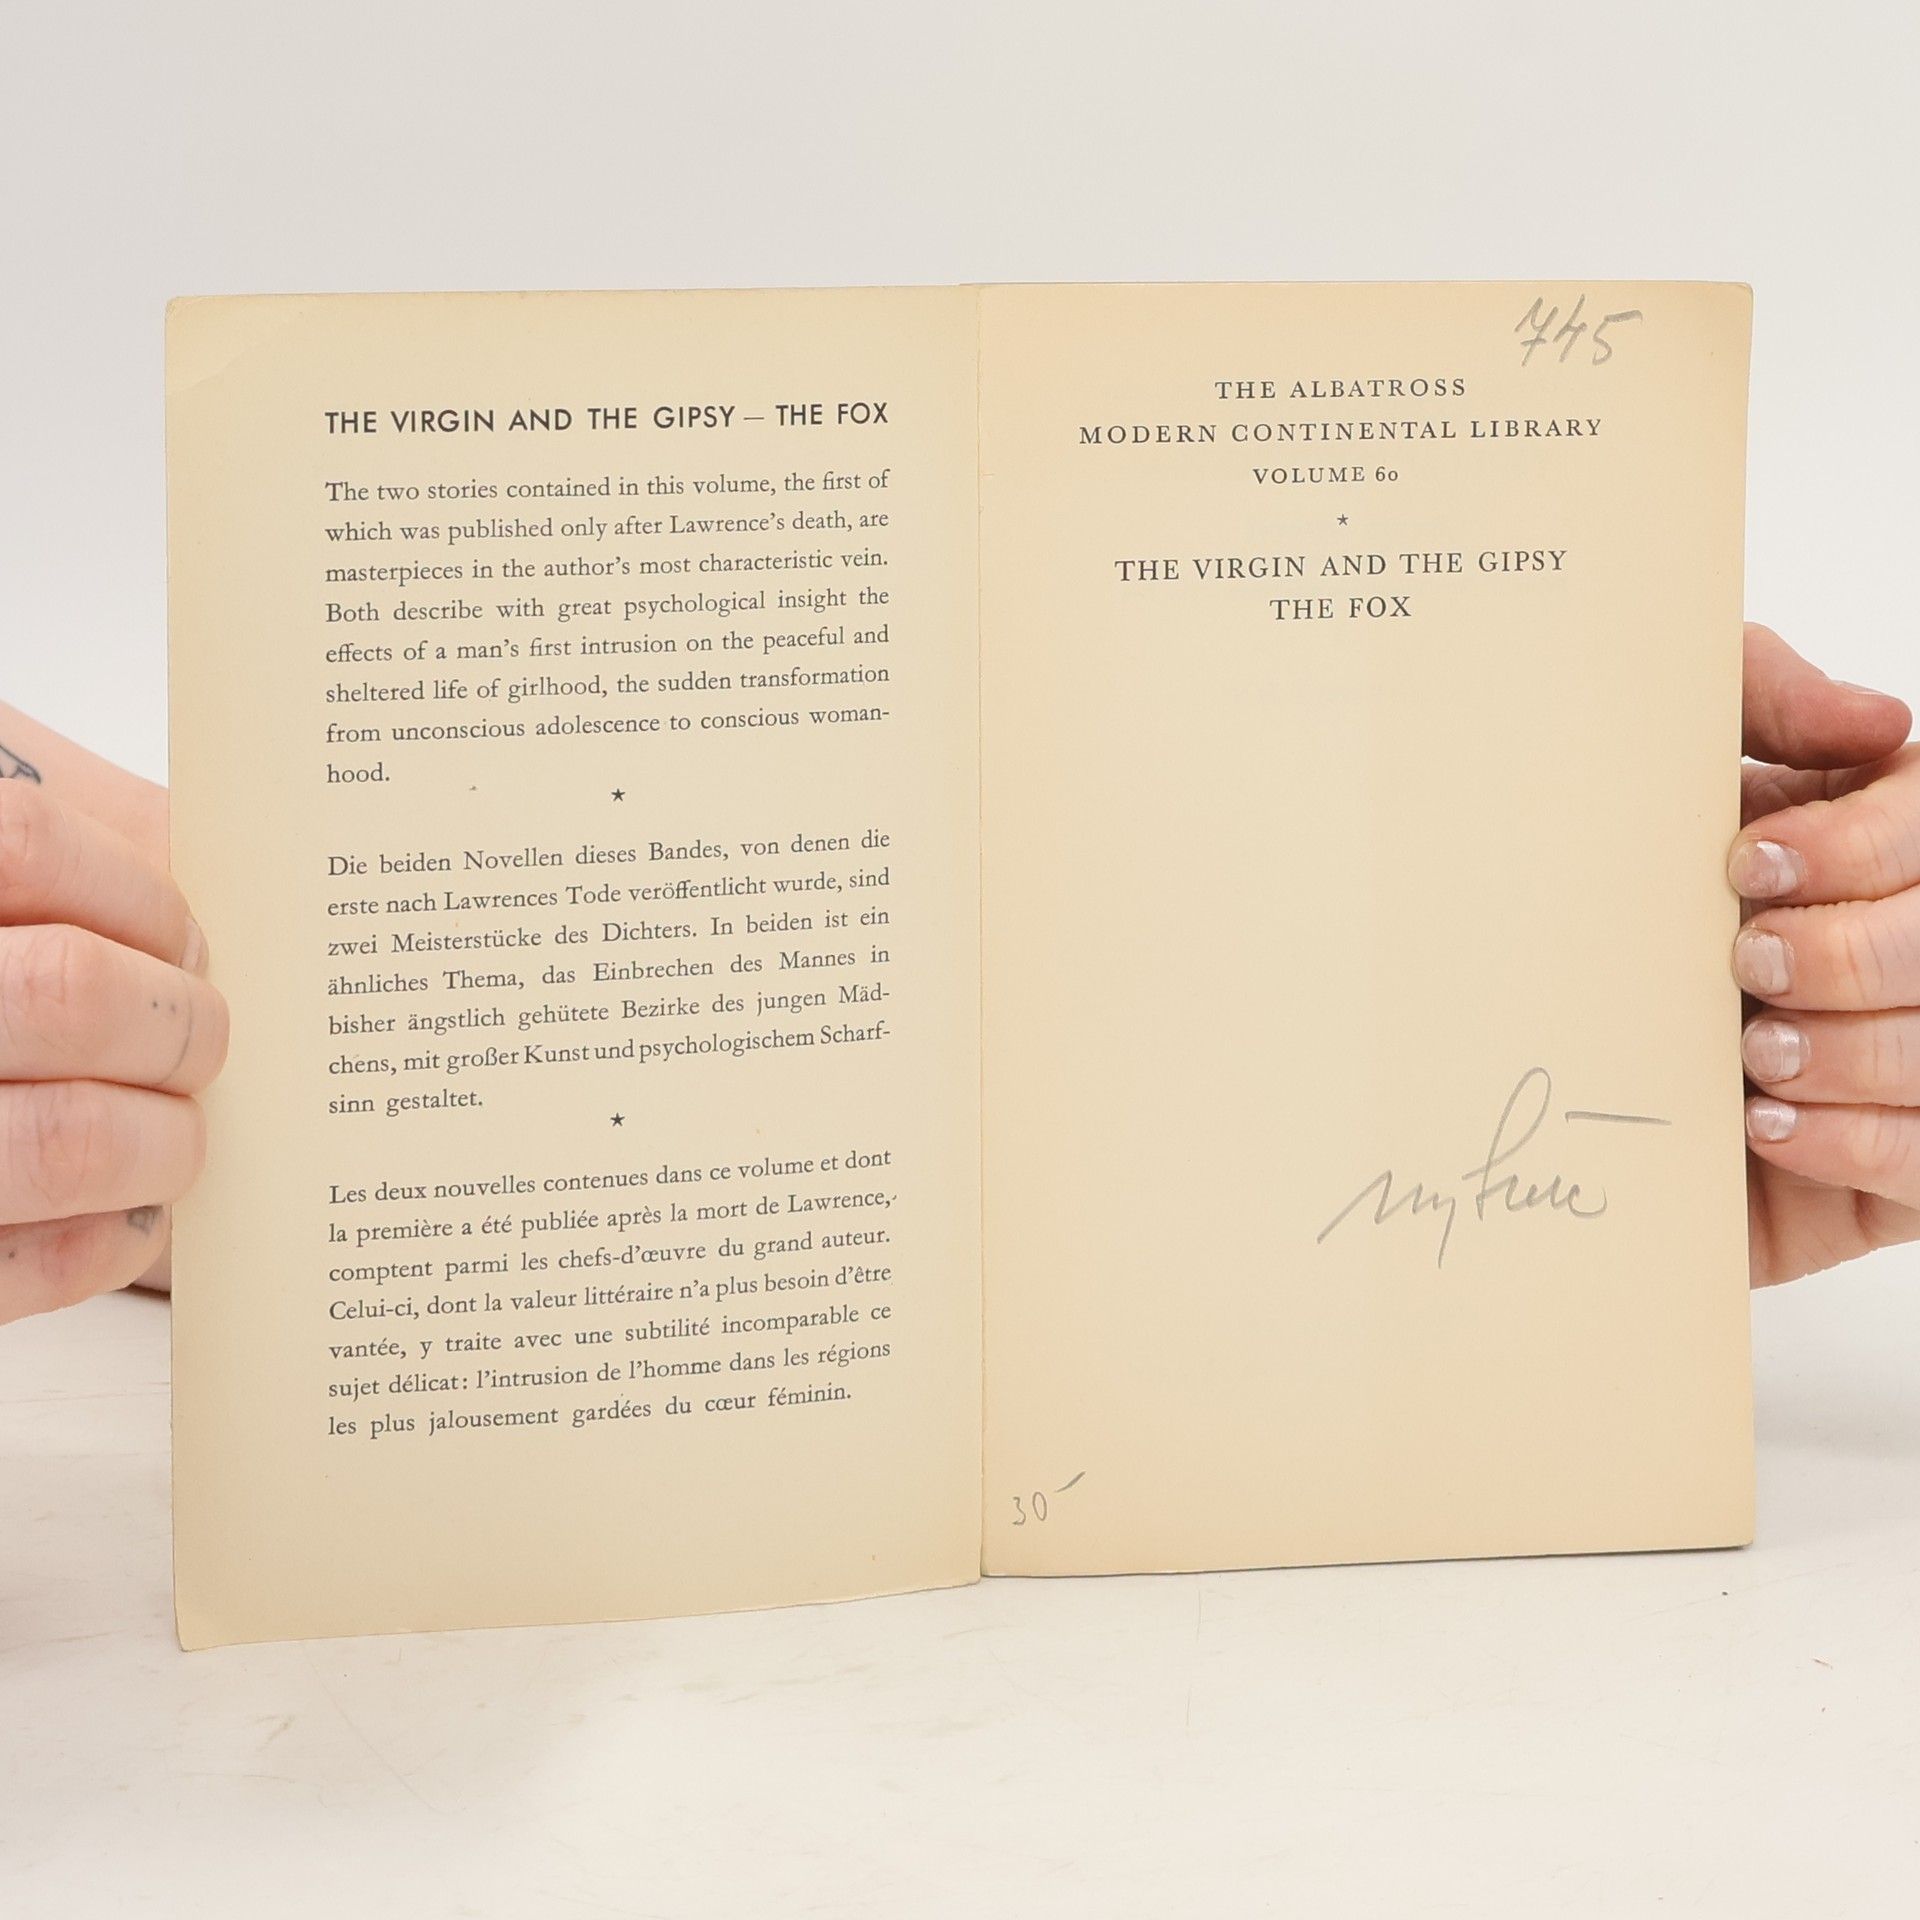 THE VIRGIN AND THE GIPSY — THE FOX
The two stories contained in this volume, the first of
which was published only after Lawrence's death, are
masterpieces in the author's most characteristic vein.
Both describe with great psychological insight the
effects of a man's first intrusion on the peaceful and
sheltered life of girlhood, the sudden transformation
from unconscious adolescence to conscious woman-
hood.
★
Die beiden Novellen dieses Bandes, von denen die
erste nach Lawrences Tode veröffentlicht wurde, sind
zwei Meisterstücke des Dichters. In beiden ist ein
ähnliches Thema, das Einbrechen des Mannes in
bisher ängstlich gehütete Bezirke des jungen Mäd-
chens, mit großer Kunst und psychologischem Scharf-
sinn gestaltet.
★
Les deux nouvelles contenues dans ce volume et dont
la première a été publiée après la mort de Lawrence,
comptent parmi les chefs-d'œuvre du grand auteur.
Celui-ci, dont la valeur littéraire n'a plus besoin d'être
vantée, y traite avec une subtilité incomparable ce
sujet délicat: l'intrusion de l'homme dans les régions
les plus jalousement gardées du cœur féminin.
745
THE ALBATROSS
MODERN CONTINENTAL LIBRARY
VOLUME 60
★
THE VIRGIN AND THE GIPSY
THE FOX
30